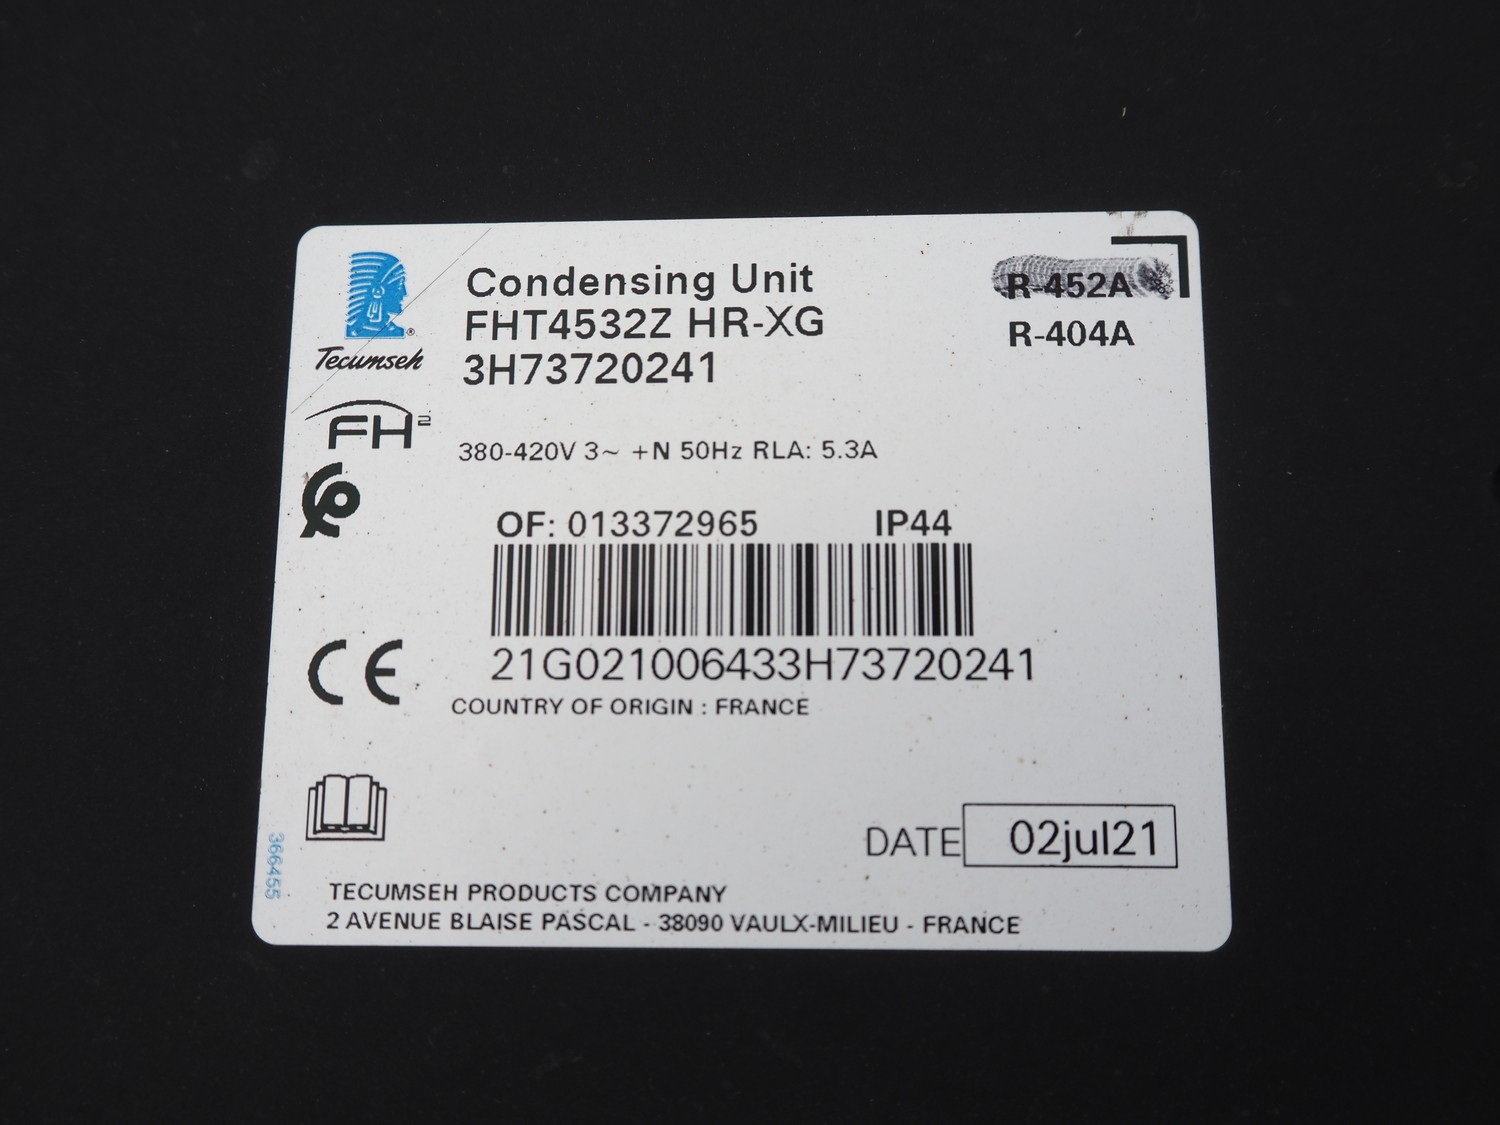 Condensing Unit
FHT4532Z HR-XG
3H73720241
R-452A
R-404A
Tecumseh
FH²
380-420V 3~ +N 50Hz RLA: 5.3A
OF: 013372965 IP44
21G021006433H73720241
CE
COUNTRY OF ORIGIN : FRANCE
DATE 02jul21
366455
TECUMSEH PRODUCTS COMPANY
2 AVENUE BLAISE PASCAL - 38090 VAULX-MILIEU - FRANCE